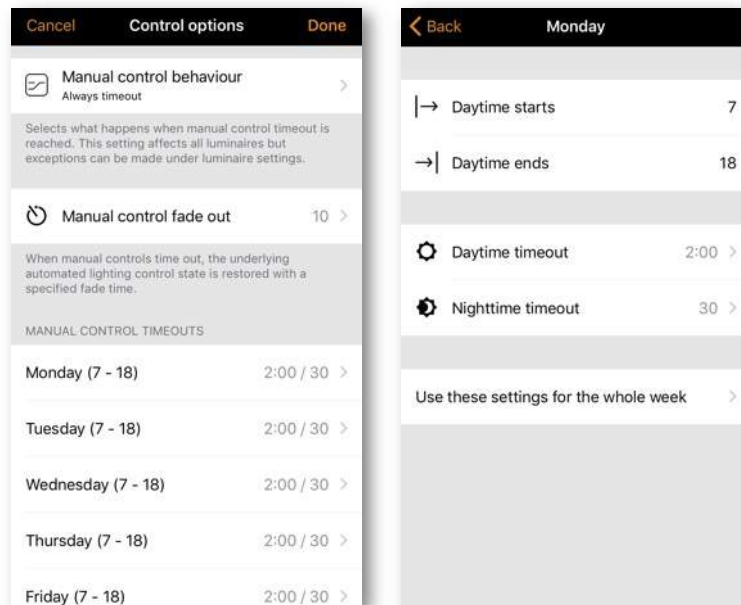 Cancel Control options Done
Manual control behaviour
Always timeout
Selects what happens when manual control timeout is
reached. This setting affects all luminaires but
exceptions can be made under luminaire settings.
Manual control fade out 10
When manual controls time out, the underlying
automated lighting control state is restored with a
specified fade time.
MANUAL CONTROL TIMEOUTS
Monday (7 - 18) 2:00 / 30
Tuesday (7 - 18) 2:00 / 30
Wednesday (7 - 18) 2:00 / 30
Thursday (7 - 18) 2:00 / 30
Friday (7 - 18) 2:00 / 30
Back Monday
Daytime starts 7
Daytime ends 18
Daytime timeout 2:00
Nighttime timeout 30
Use these settings for the whole week